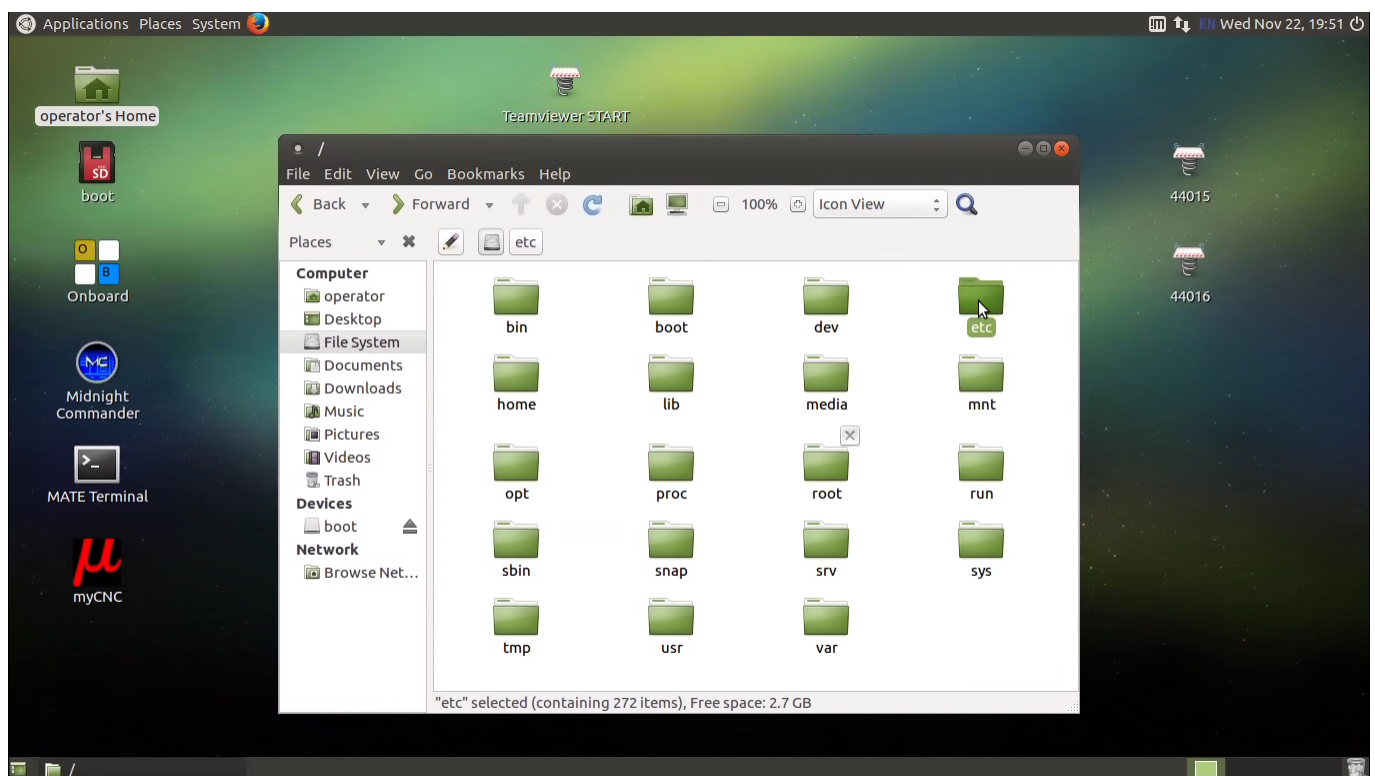 Applications Places System
EN Wed Nov 22, 19:51
operator's Home
Teamviewer START
SD
boot
44015
O
B
Onboard
44016
MC
Midnight
Commander
>_
MATE Terminal
μ
myCNC
/
File Edit View Go Bookmarks Help
Back Forward 100% Icon View
Places etc
Computer
operator
Desktop
File System
Documents
Downloads
Music
Pictures
Videos
Trash
Devices
boot
Network
Browse Net...
bin boot dev etc
home lib media mnt
opt proc root run
sbin snap srv sys
tmp usr var
"etc" selected (containing 272 items), Free space: 2.7 GB
/